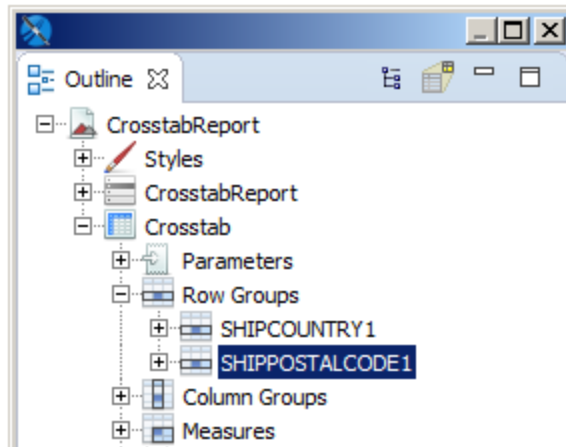 Outline
CrosstabReport
Styles
CrosstabReport
Crosstab
Parameters
Row Groups
SHIPCOUNTRY1
SHIPPOSTALCODE1
Column Groups
Measures